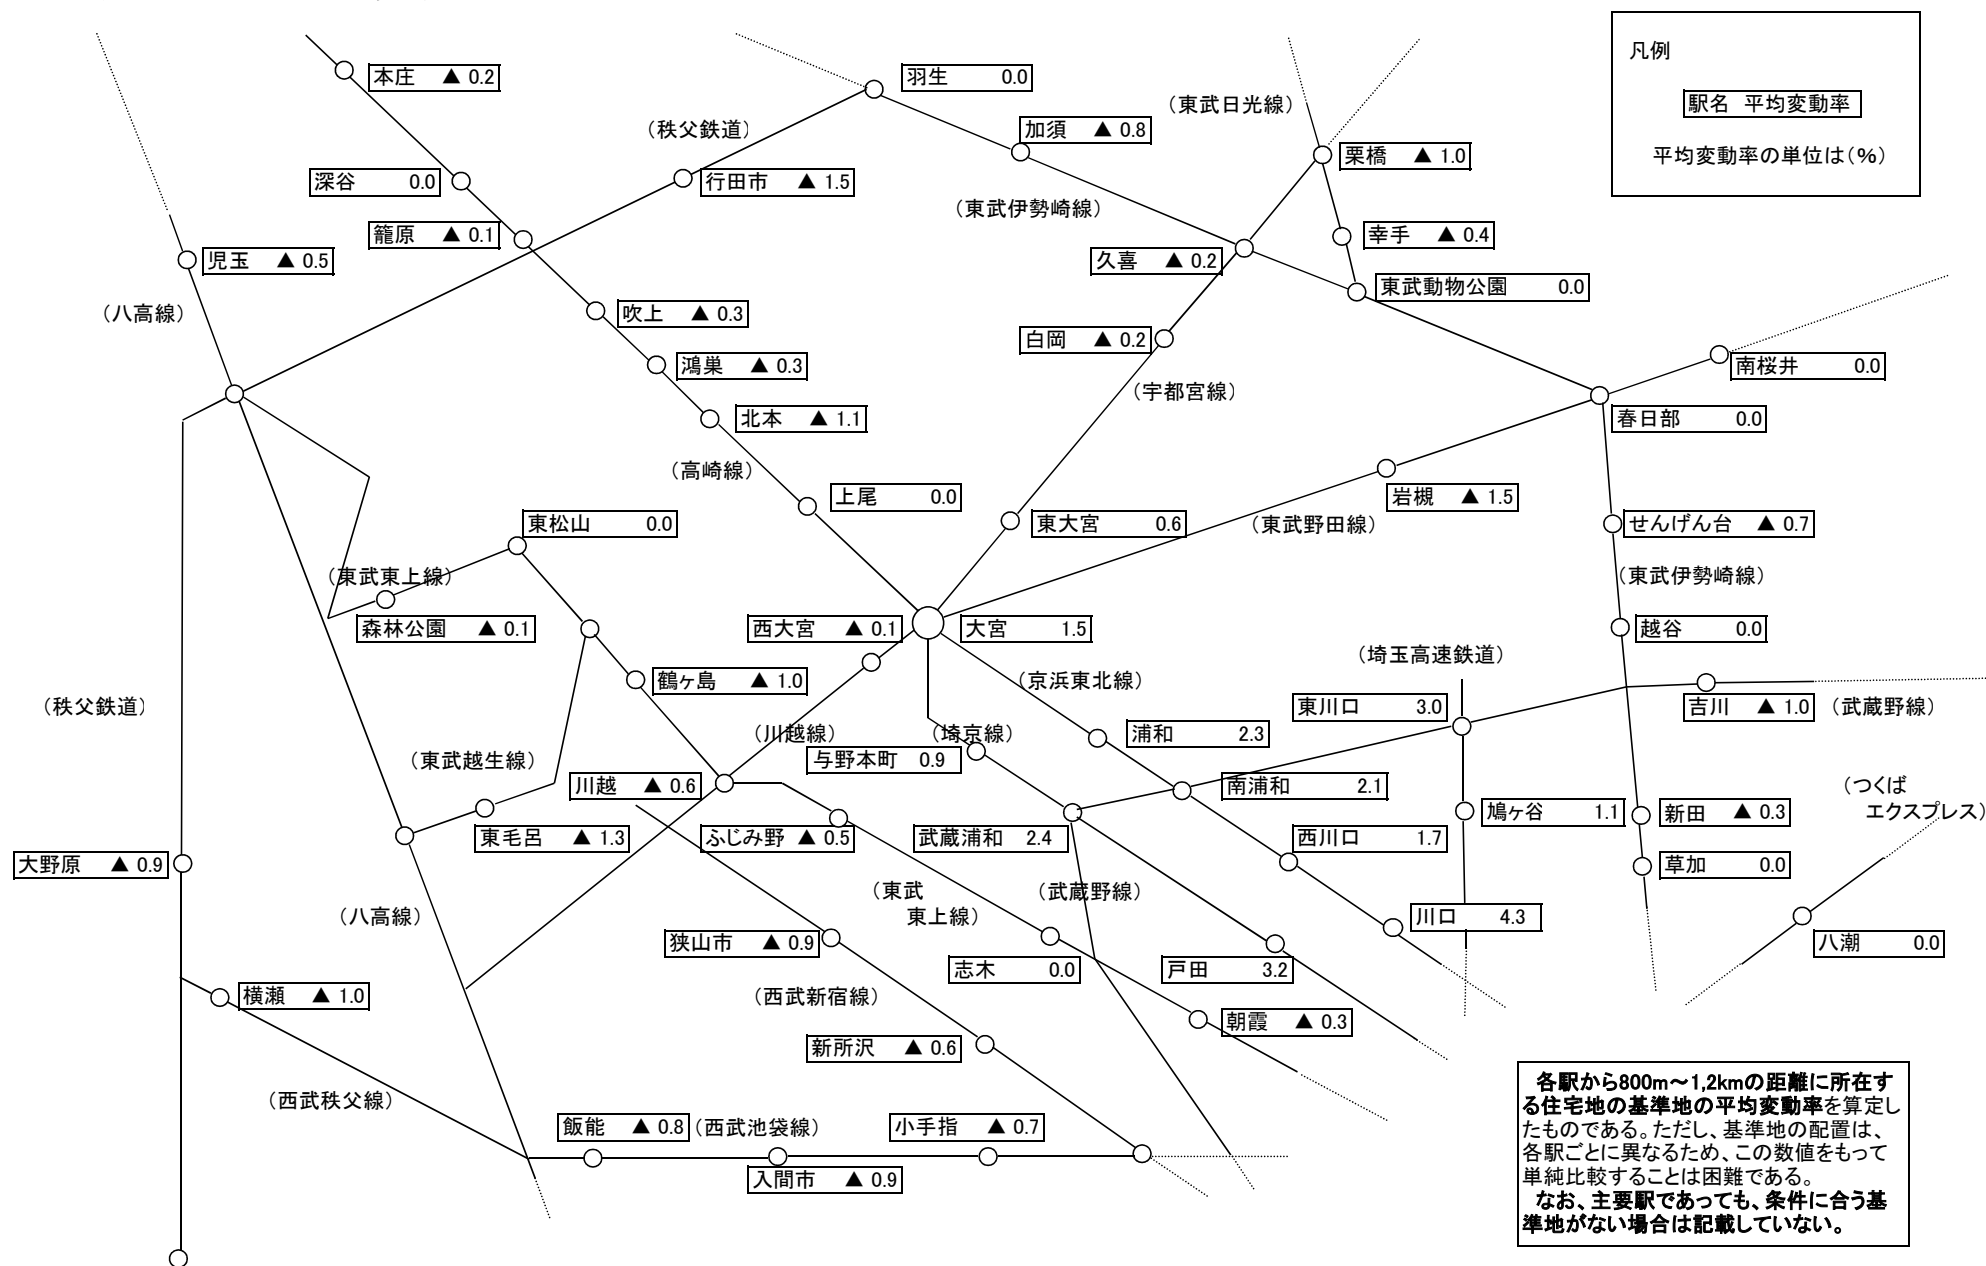 凡例
駅名 平均変動率
平均変動率の単位は(%)
本庄 ▲ 0.2
羽生 0.0
(東武日光線)
(秩父鉄道)
加須 ▲ 0.8
栗橋 ▲ 1.0
深谷 0.0
行田市 ▲ 1.5
(東武伊勢崎線)
籠原 ▲ 0.1
幸手 ▲ 0.4
児玉 ▲ 0.5
久喜 ▲ 0.2
東武動物公園 0.0
(八高線)
吹上 ▲ 0.3
白岡 ▲ 0.2
鴻巣 ▲ 0.3
南桜井 0.0
(宇都宮線)
北本 ▲ 1.1
春日部 0.0
(高崎線)
上尾 0.0
岩槻 ▲ 1.5
東松山 0.0
東大宮 0.6
(東武野田線)
せんげん台 ▲ 0.7
(東武東上線)
(東武伊勢崎線)
森林公園 ▲ 0.1
西大宮 ▲ 0.1
大宮 1.5
越谷 0.0
(埼玉高速鉄道)
鶴ヶ島 ▲ 1.0
(京浜東北線)
(秩父鉄道)
東川口 3.0
吉川 ▲ 1.0
(武蔵野線)
(川越線)
(埼京線)
浦和 2.3
(東武越生線)
与野本町 0.9
川越 ▲ 0.6
南浦和 2.1
(つくば
エクスプレス)
鳩ヶ谷 1.1
新田 ▲ 0.3
東毛呂 ▲ 1.3
ふじみ野 ▲ 0.5
武蔵浦和 2.4
西川口 1.7
大野原 ▲ 0.9
草加 0.0
(東武
東上線)
(武蔵野線)
(八高線)
川口 4.3
狭山市 ▲ 0.9
八潮 0.0
志木 0.0
戸田 3.2
横瀬 ▲ 1.0
(西武新宿線)
朝霞 ▲ 0.3
新所沢 ▲ 0.6
(西武秩父線)
飯能 ▲ 0.8
(西武池袋線)
小手指 ▲ 0.7
入間市 ▲ 0.9
各駅から800m~1,2kmの距離に所在す
る住宅地の基準地の平均変動率を算定し
たものである。ただし、基準地の配置は、
各駅ごとに異なるため、この数値をもって
単純比較することは困難である。
なお、主要駅であっても、条件に合う基
準地がない場合は記載していない。